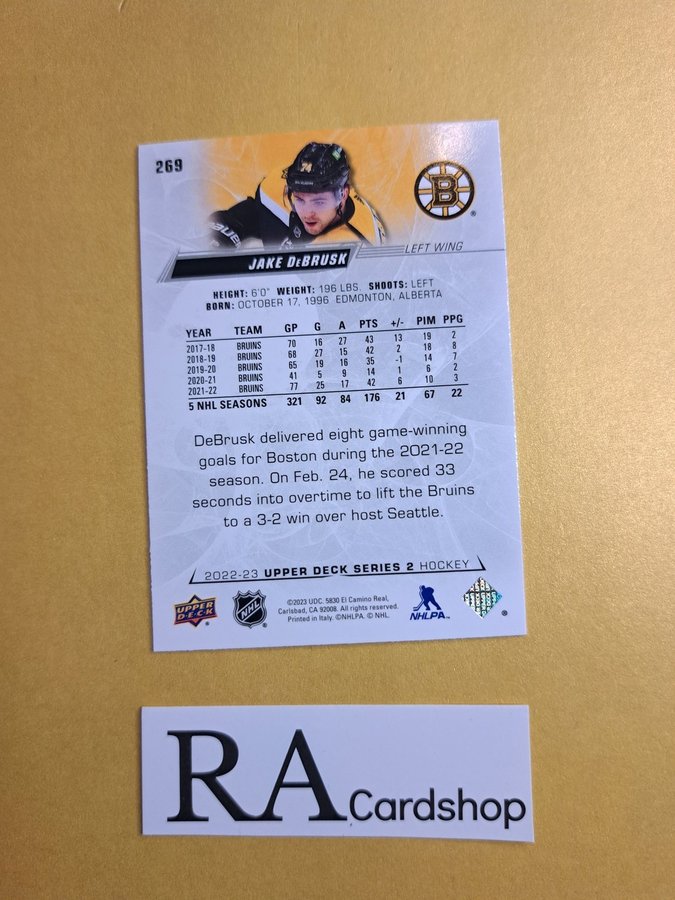 269
74
BAUER
B
®
JAKE DEBRUSK
LEFT WING
HEIGHT: 6'0" WEIGHT: 196 LBS. SHOOTS: LEFT
BORN: OCTOBER 17, 1996 EDMONTON, ALBERTA
YEAR TEAM GP G A PTS +/- PIM PPG
2017-18 BRUINS 70 16 27 43 13 19 2
2018-19 BRUINS 68 27 15 42 2 18 8
2019-20 BRUINS 65 19 16 35 -1 14 7
2020-21 BRUINS 41 5 9 14 1 6 2
2021-22 BRUINS 77 25 17 42 6 10 3
5 NHL SEASONS 321 92 84 176 21 67 22
DeBrusk delivered eight game-winning
goals for Boston during the 2021-22
season. On Feb. 24, he scored 33
seconds into overtime to lift the Bruins
to a 3-2 win over host Seattle.
2022-23 UPPER DECK SERIES 2 HOCKEY
UPPER
DECK
®
NHL
®
©2023 UDC. 5830 El Camino Real,
Carlsbad, CA 92008. All rights reserved.
Printed in Italy. ©NHLPA. © NHL.
NHLPA
®
RA Cardshop